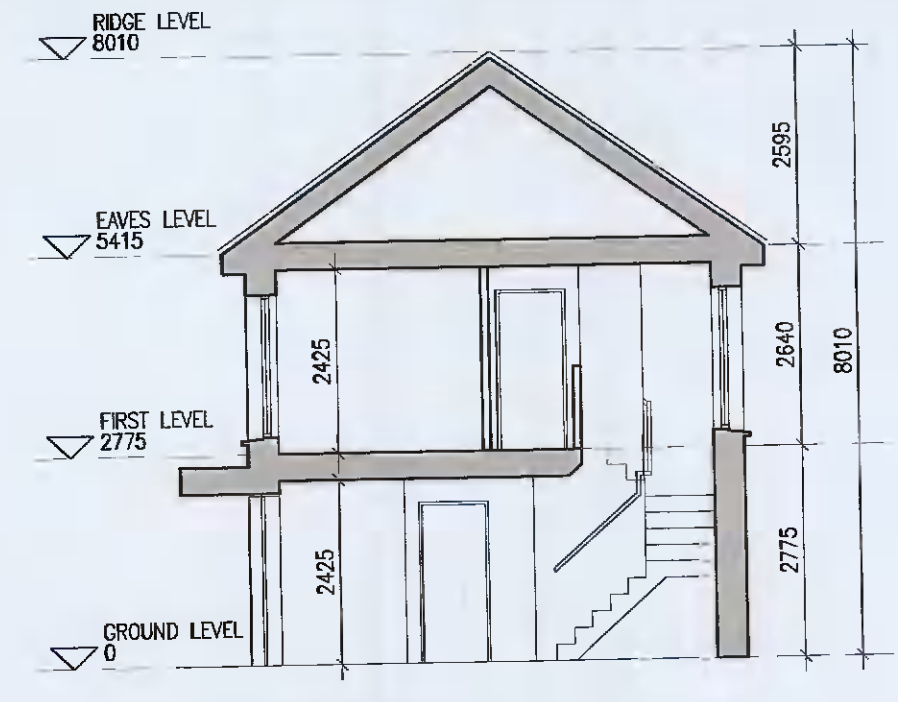 RIDGE LEVEL
8010
2595
EAVES LEVEL
5415
2425
2640
8010
FIRST LEVEL
2775
2425
2775
GROUND LEVEL
0